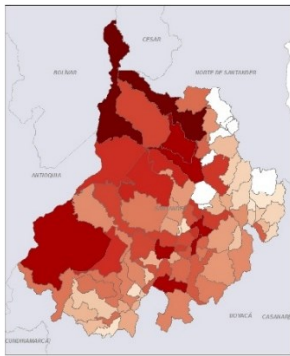 CESAR
BOLÍVAR
NORTE DE SANTANDER
ANTIOQUIA
BOYACÁ
CASANARE
CUNDINAMARCA